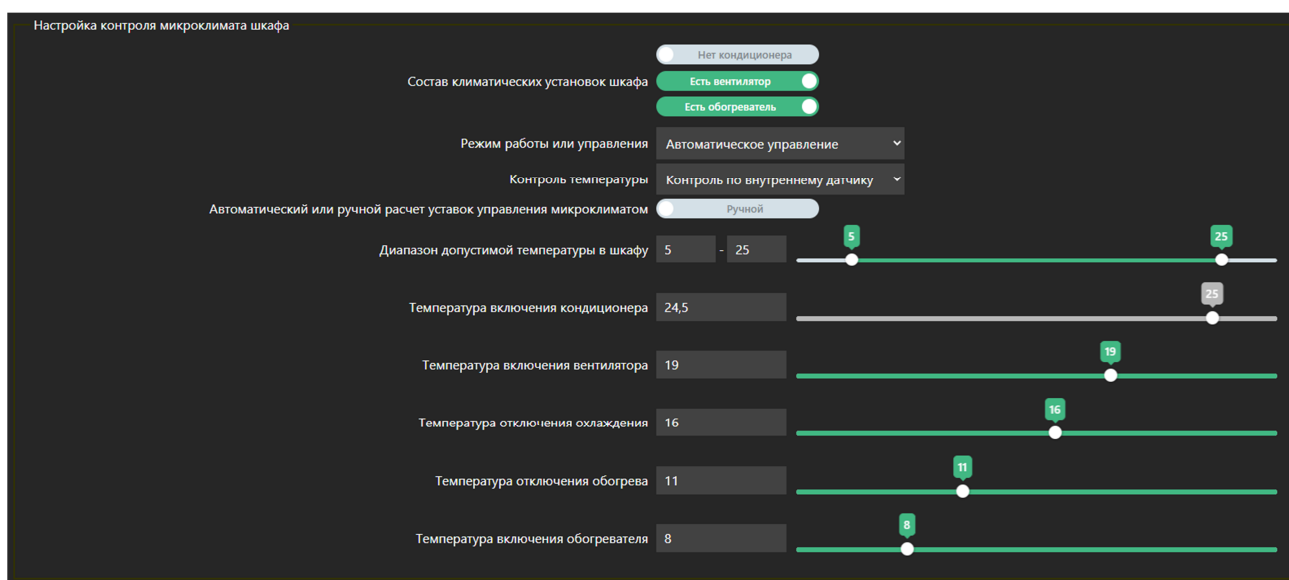 Настройка контроля микроклимата шкафа
Нет кондиционера
Состав климатических установок шкафа Есть вентилятор
Есть обогреватель
Режим работы или управления Автоматическое управление
Контроль температуры Контроль по внутреннему датчику
Автоматический или ручной расчет уставок управления микроклиматом Ручной
5 25
Диапазон допустимой температуры в шкафу 5 - 25
25
Температура включения кондиционера 24,5
19
Температура включения вентилятора 19
16
Температура отключения охлаждения 16
11
Температура отключения обогрева 11
8
Температура включения обогревателя 8